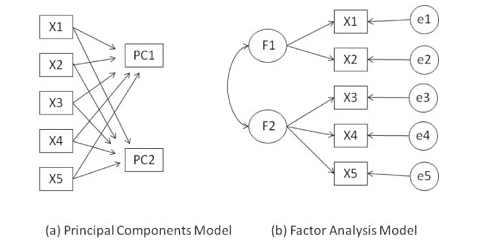 X1
X2
X3
X4
X5
PC1
PC2
(a) Principal Components Model
F1
F2
X1
X2
X3
X4
X5
e1
e2
e3
e4
e5
(b) Factor Analysis Model